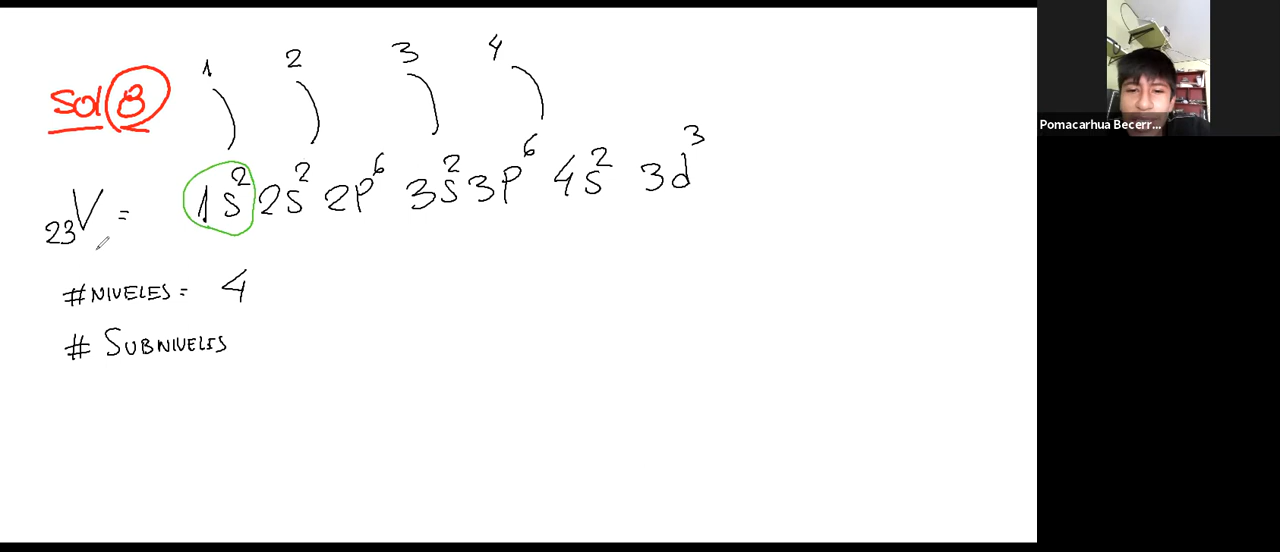 1 2 3 4
Sol 8
₂₃V = 1s² 2s² 2p⁶ 3s² 3p⁶ 4s² 3d³
#NIVELES = 4
# SUBNIVELES
Pomacarhua Becerr...